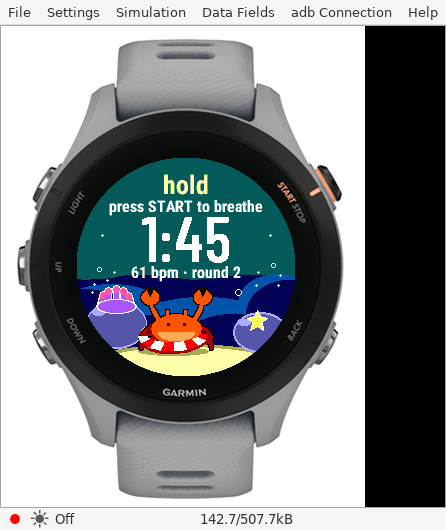 File Settings Simulation Data Fields adb Connection Help
LIGHT
START STOP
UP
DOWN
BACK
hold
press START to breathe
1:45
61 bpm · round 2
GARMIN
Off 142.7/507.7kB